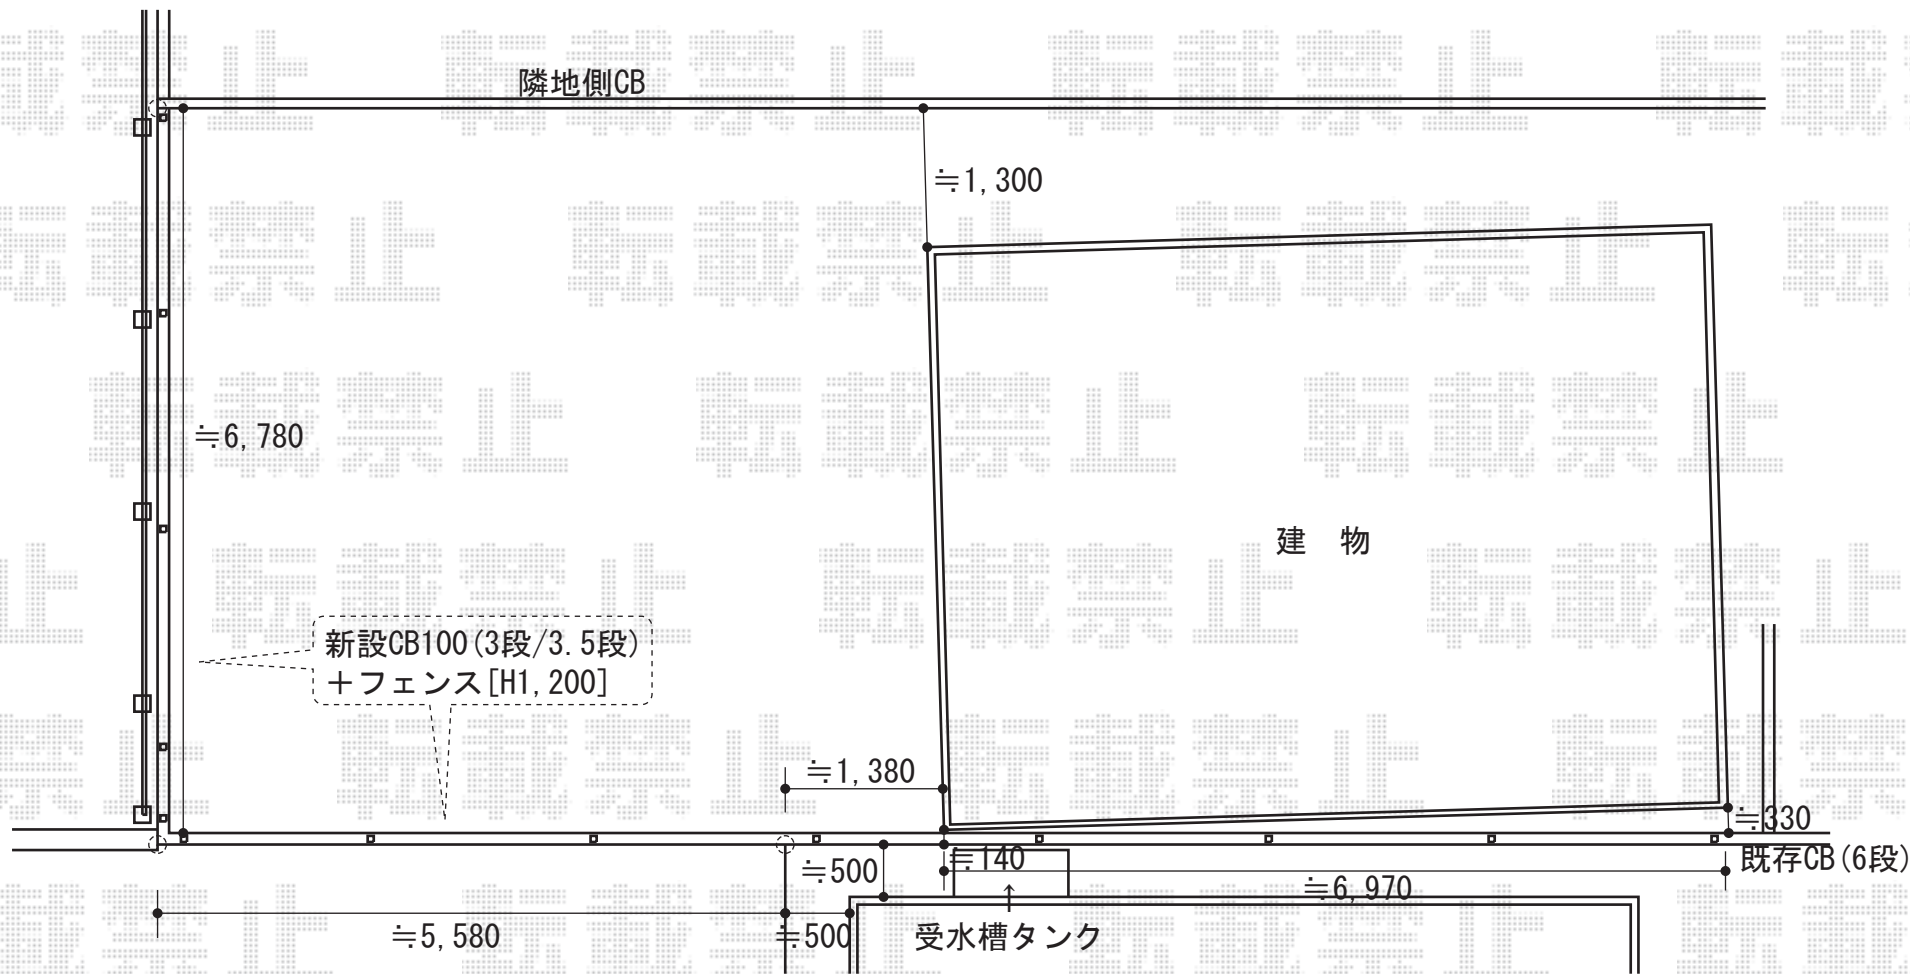 隣地側CB
≒1,300
≒6,780
建 物
新設CB100(3段/3.5段)
＋フェンス[H1,200]
≒1,380
≒330
≒500
≒140
既存CB(6段)
≒6,970
≒5,580
≒500
受水槽タンク
↑
転載禁止